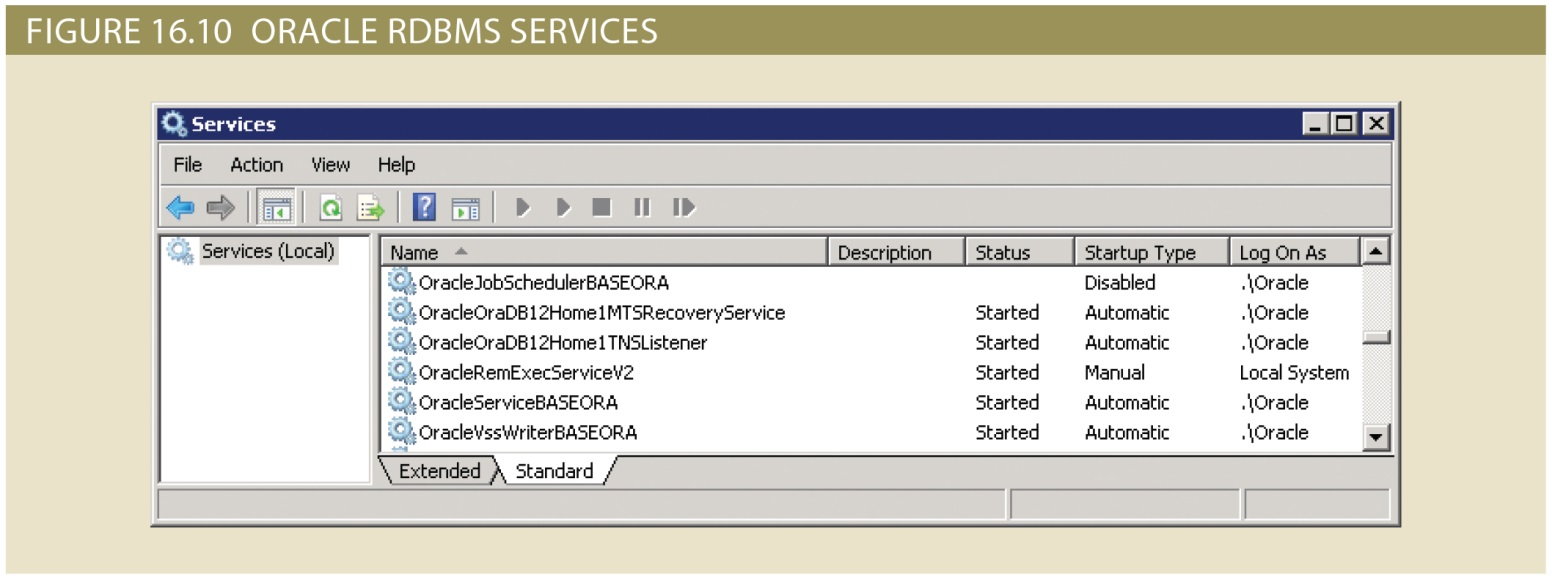 FIGURE 16.10 ORACLE RDBMS SERVICES
Services
File Action View Help
?
Services (Local)
Name Description Status Startup Type Log On As
OracleJobSchedulerBASEORA Disabled .\Oracle
OracleOraDB12Home1MTSRecoveryService Started Automatic .\Oracle
OracleOraDB12Home1TNSListener Started Automatic .\Oracle
OracleRemExecServiceV2 Started Manual Local System
OracleServiceBASEORA Started Automatic .\Oracle
OracleVssWriterBASEORA Started Automatic .\Oracle
Extended Standard